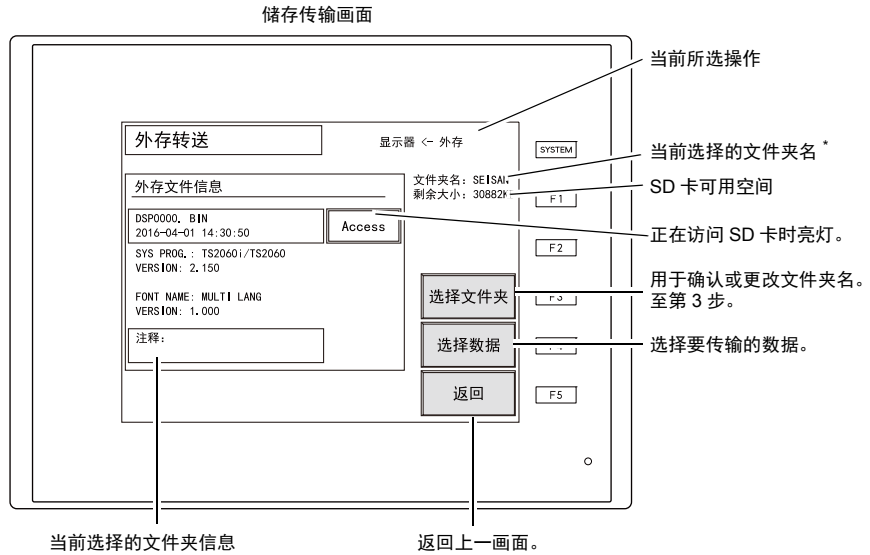 储存传输画面
当前所选操作
外存转送
显示器 <- 外存
SYSTEM
当前选择的文件夹名 *
外存文件信息
文件夹名: SEISAN
剩余大小: 30882K
SD 卡可用空间
F1
DSP0000. BIN
2016-04-01 14:30:50
Access
正在访问 SD 卡时亮灯。
F2
SYS PROG.: TS2060i/TS2060
VERSION: 2.150
用于确认或更改文件夹名。
至第 3 步。
FONT NAME: MULTI LANG
VERSION: 1.000
选择文件夹
F3
注释:
选择数据
选择要传输的数据。
返回
F5
当前选择的文件夹信息
返回上一画面。